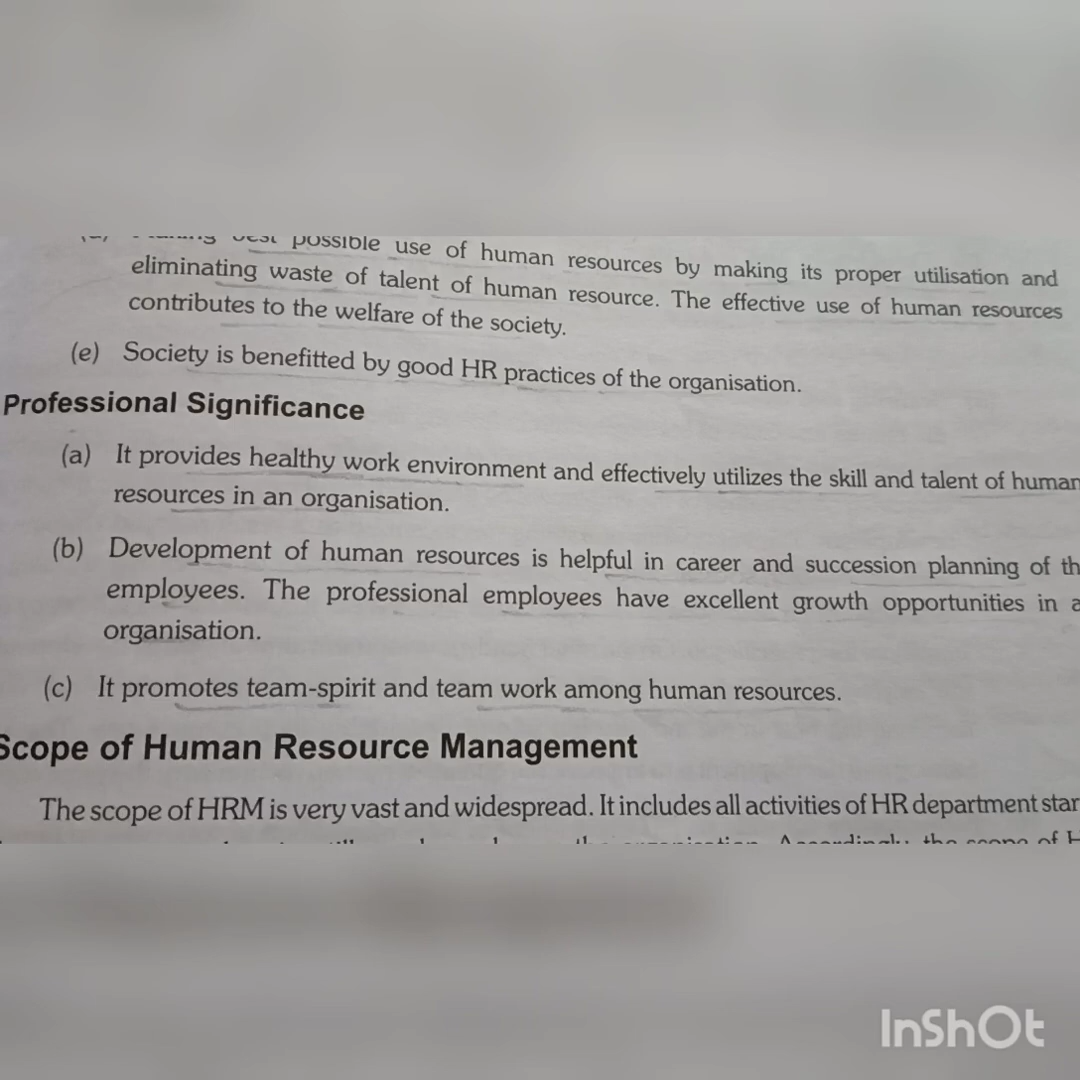 best possible use of human resources by making its proper utilisation and
eliminating waste of talent of human resource. The effective use of human resources
contributes to the welfare of the society.
(e) Society is benefitted by good HR practices of the organisation.
Professional Significance
(a) It provides healthy work environment and effectively utilizes the skill and talent of human
resources in an organisation.
(b) Development of human resources is helpful in career and succession planning of th
employees. The professional employees have excellent growth opportunities in a
organisation.
(c) It promotes team-spirit and team work among human resources.
Scope of Human Resource Management
The scope of HRM is very vast and widespread. It includes all activities of HR department star
the scope of H
InShOt